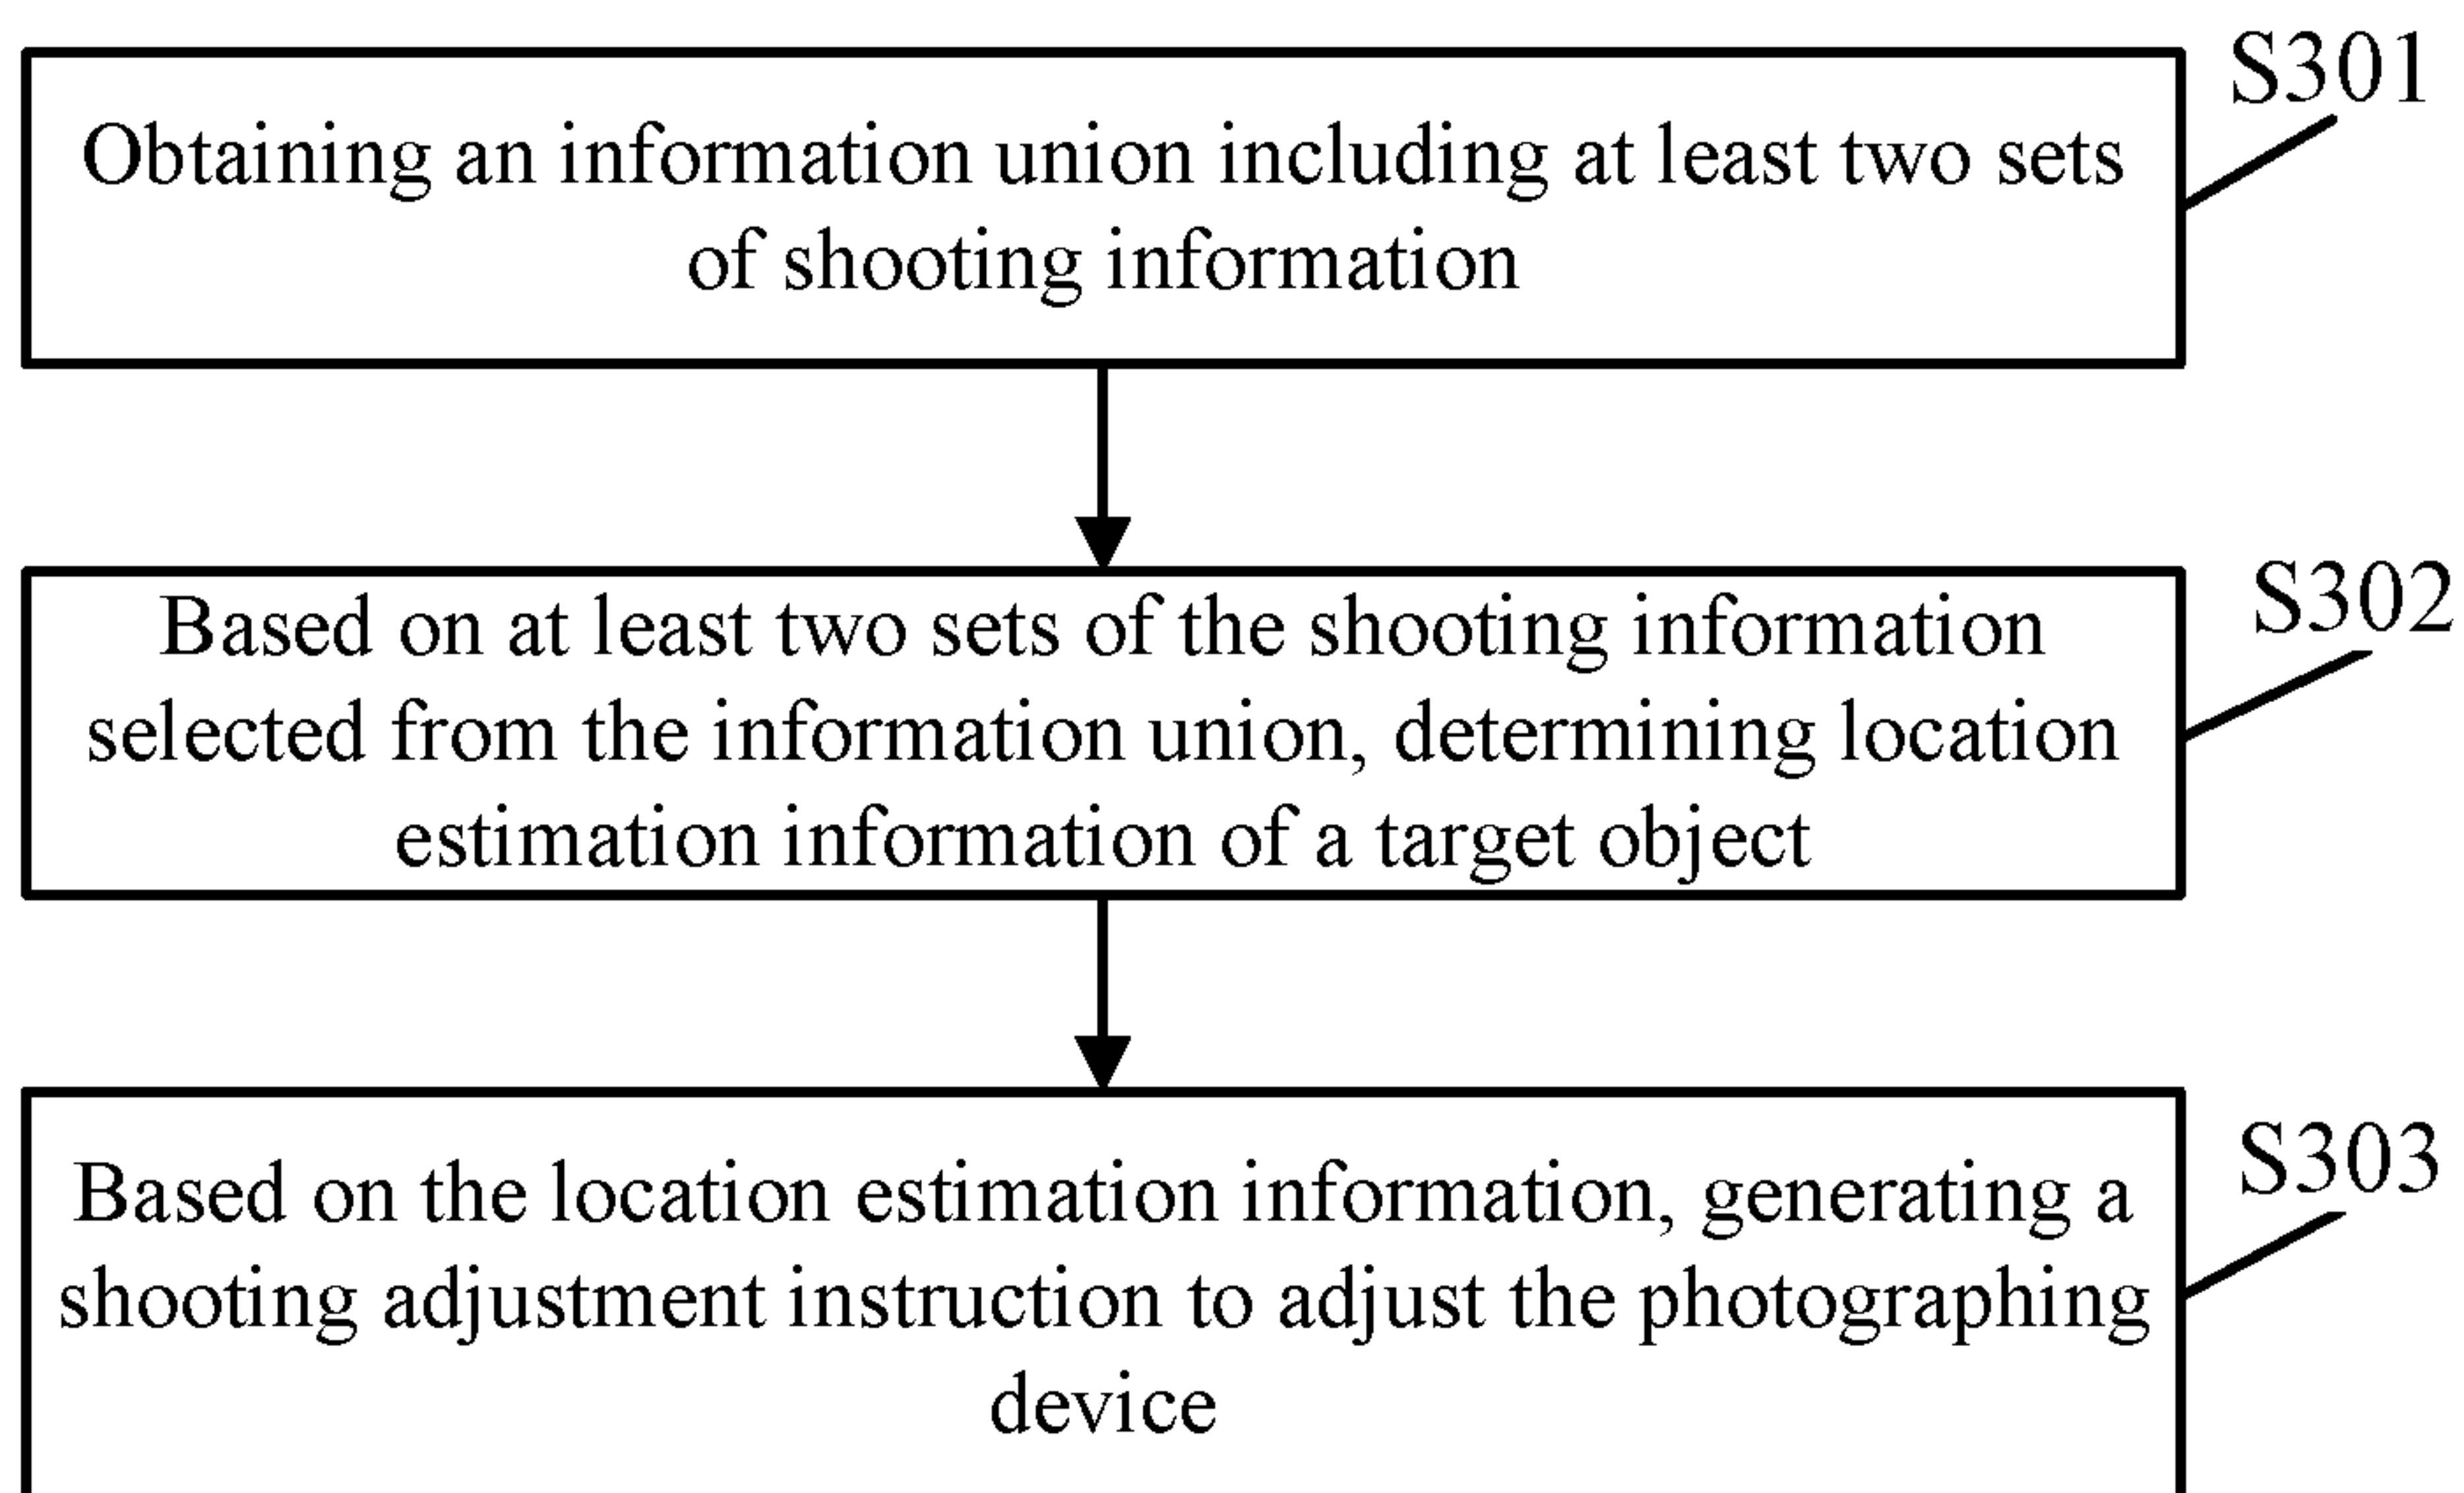 S301
Obtaining an information union including at least two sets
of shooting information
S302
Based on at least two sets of the shooting information
selected from the information union, determining location
estimation information of a target object
S303
Based on the location estimation information, generating a
shooting adjustment instruction to adjust the photographing
device